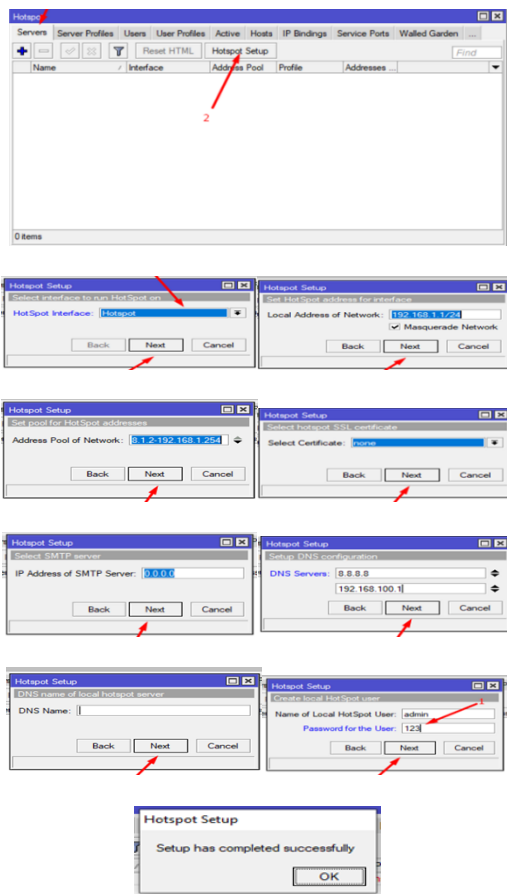 Hotspot
Servers Server Profiles Users User Profiles Active Hosts IP Bindings Service Ports Walled Garden ...
Reset HTML Hotspot Setup Find
Name Interface Address Pool Profile Addresses ...
2
0 items
Hotspot Setup
Select interface to run HotSpot on
HotSpot Interface: Hotspot
Back Next Cancel
Hotspot Setup
Set HotSpot address for interface
Local Address of Network: 192.168.1.1/24
Masquerade Network
Back Next Cancel
Hotspot Setup
Set pool for HotSpot addresses
Address Pool of Network: 8.1.2-192.168.1.254
Back Next Cancel
Hotspot Setup
Select hotspot SSL certificate
Select Certificate: none
Back Next Cancel
Hotspot Setup
Select SMTP server
IP Address of SMTP Server: 0.0.0.0
Back Next Cancel
Hotspot Setup
Setup DNS configuration
DNS Servers: 8.8.8.8
192.168.100.1
Back Next Cancel
Hotspot Setup
DNS name of local hotspot server
DNS Name:
Back Next Cancel
Hotspot Setup
Create local HotSpot user
1
Name of Local HotSpot User: admin
Password for the User: 123
Back Next Cancel
Hotspot Setup
Setup has completed successfully
OK